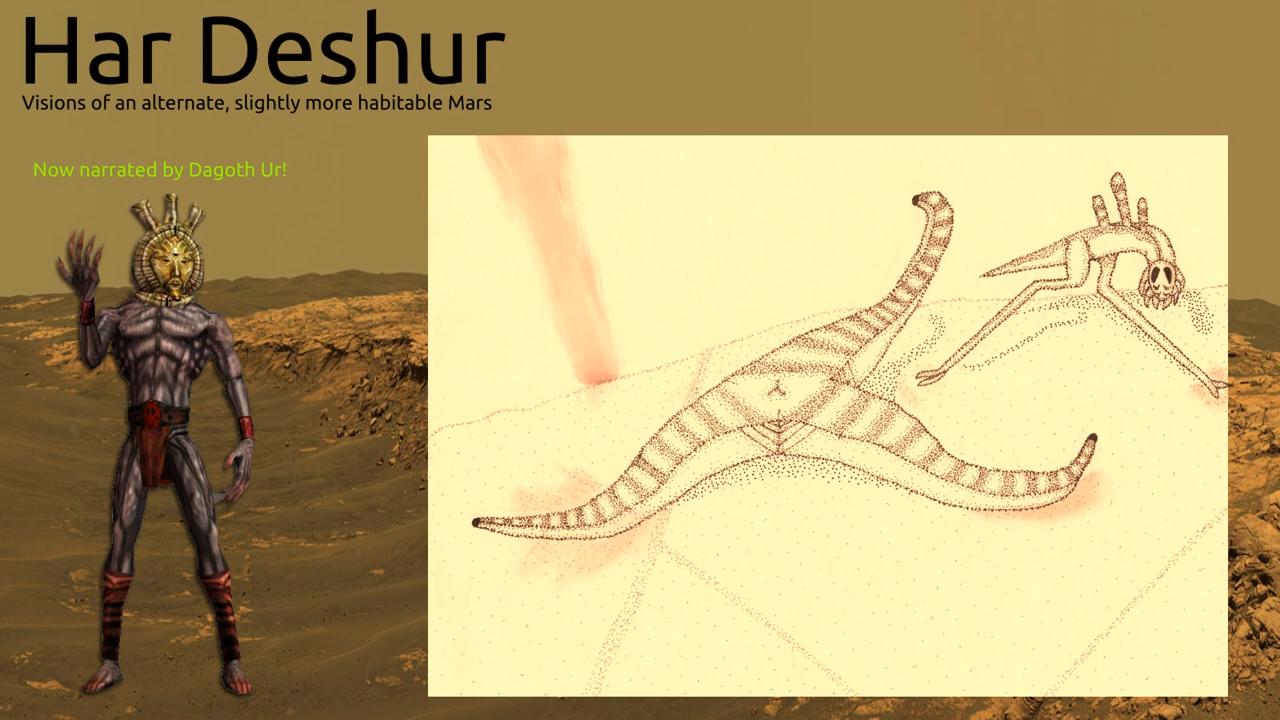 Har Deshur
Visions of an alternate, slightly more habitable Mars
Now narrated by Dagoth Ur!